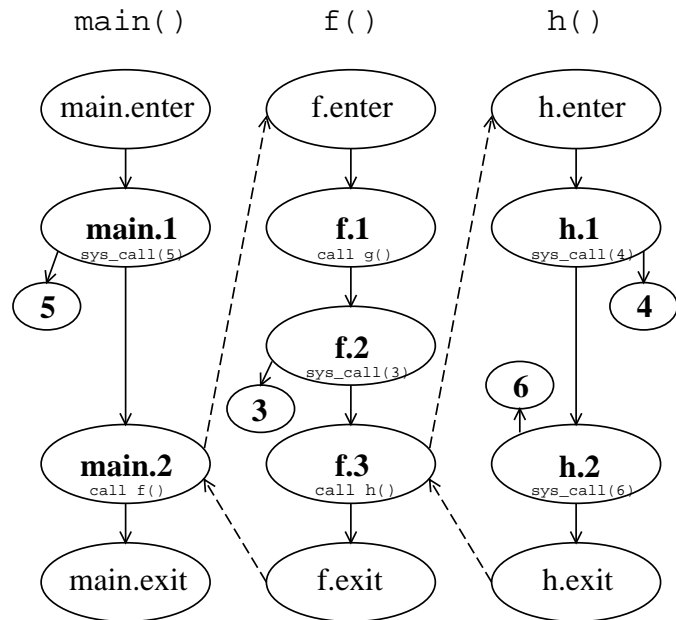 main() f() h()
main.enter f.enter h.enter
main.1 f.1 h.1
sys_call(5) call g() sys_call(4)
5 4
f.2
sys_call(3)
6
3
main.2 f.3 h.2
call f() call h() sys_call(6)
main.exit f.exit h.exit